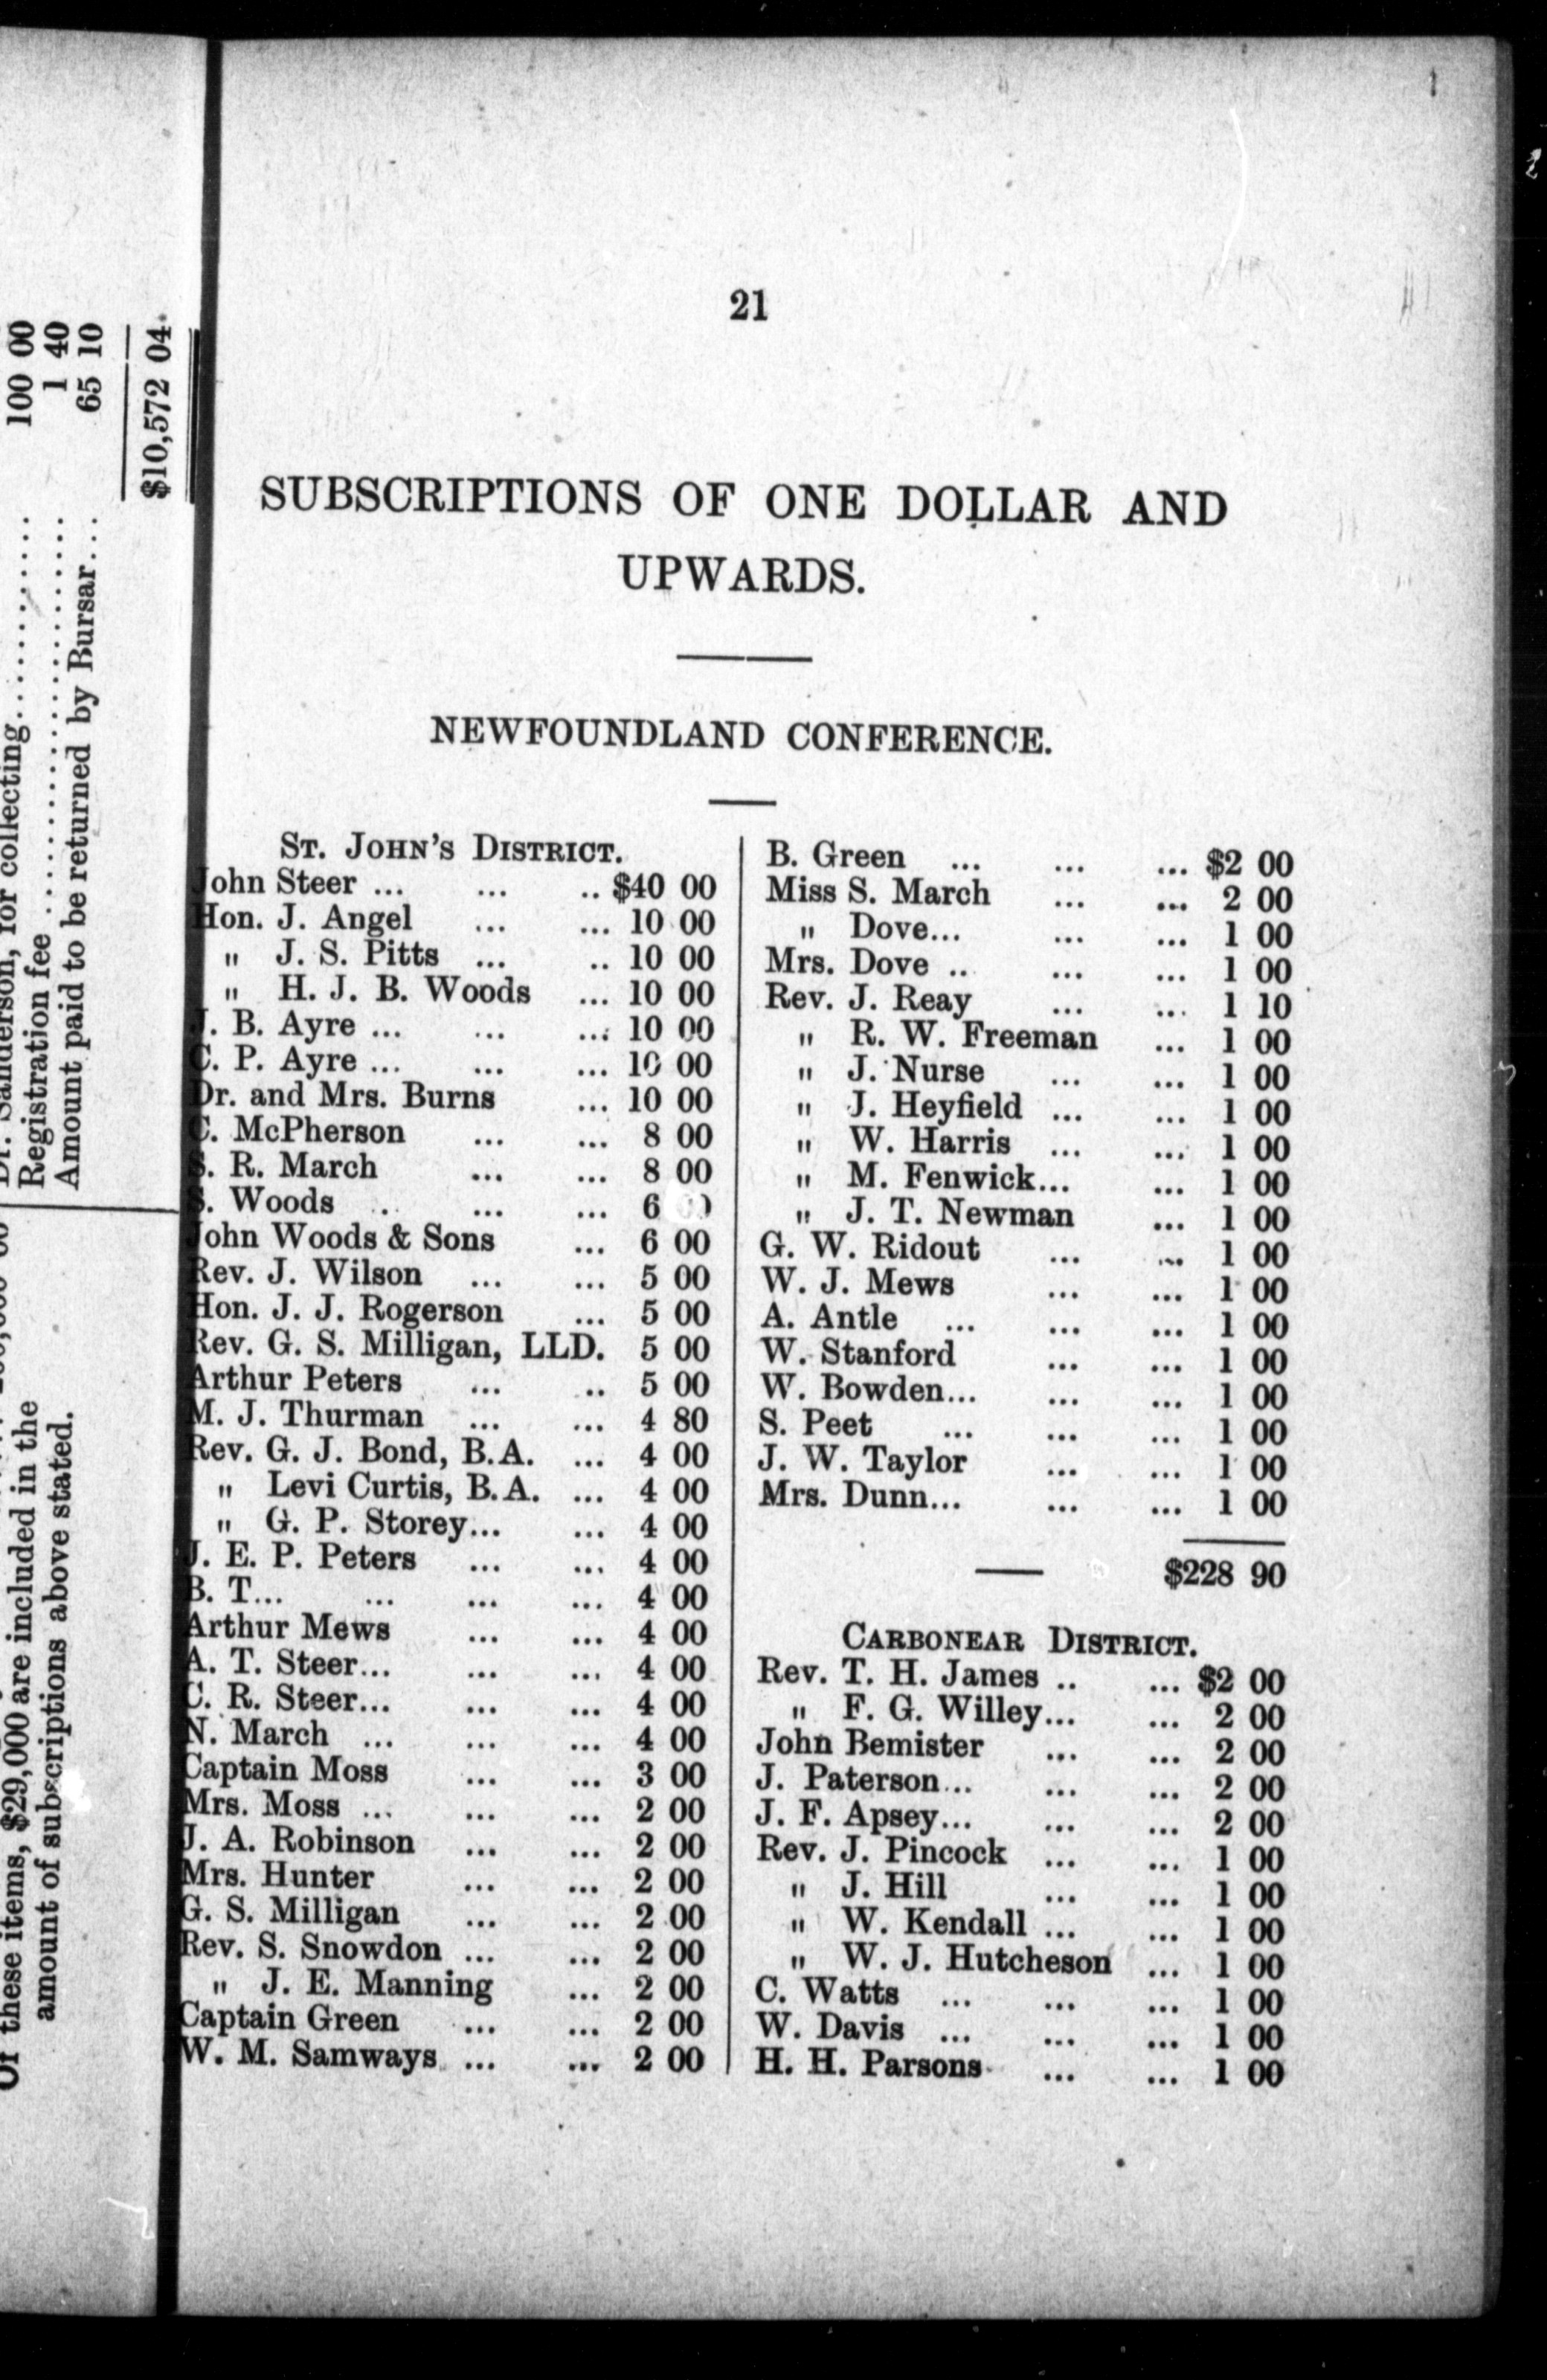 100 00
1 40
65 10
$10,572 04
for collecting
Registration fee
Amount paid to be returned by Bursar...
these items, $29,000 are included in the
amount of subscriptions above stated.
21
SUBSCRIPTIONS OF ONE DOLLAR AND
UPWARDS.
NEWFOUNDLAND CONFERENCE.
ST. JOHN'S DISTRICT.
John Steer ... ... .. $40 00
Hon. J. Angel ... ... 10 00
" J. S. Pitts ... .. 10 00
" H. J. B. Woods ... 10 00
J. B. Ayre ... ... ... 10 00
C. P. Ayre ... ... ... 10 00
Dr. and Mrs. Burns ... 10 00
C. McPherson ... ... 8 00
S. R. March ... ... 8 00
S. Woods .. ... ... 6
John Woods & Sons ... 6 00
Rev. J. Wilson ... ... 5 00
Hon. J. J. Rogerson ... 5 00
Rev. G. S. Milligan, LLD. 5 00
Arthur Peters ... .. 5 00
M. J. Thurman ... ... 4 80
Rev. G. J. Bond, B.A. ... 4 00
" Levi Curtis, B.A. ... 4 00
" G. P. Storey... ... 4 00
J. E. P. Peters ... ... 4 00
B. T... ... ... ... 4 00
Arthur Mews ... ... 4 00
A. T. Steer... ... ... 4 00
C. R. Steer... ... ... 4 00
N. March ... ... ... 4 00
Captain Moss ... ... 3 00
Mrs. Moss ... ... ... 2 00
J. A. Robinson ... ... 2 00
Mrs. Hunter ... ... 2 00
G. S. Milligan ... ... 2 00
Rev. S. Snowdon ... ... 2 00
" J. E. Manning ... 2 00
Captain Green ... ... 2 00
W. M. Samways ... ... 2 00
B. Green ... ... ... $2 00
Miss S. March ... ... 2 00
" Dove... ... ... 1 00
Mrs. Dove .. ... ... 1 00
Rev. J. Reay ... ... 1 10
" R. W. Freeman ... 1 00
" J. Nurse ... ... 1 00
" J. Heyfield ... ... 1 00
" W. Harris ... ... 1 00
" M. Fenwick... ... 1 00
" J. T. Newman ... 1 00
G. W. Ridout ... ... 1 00
W. J. Mews ... ... 1 00
A. Antle ... ... ... 1 00
W. Stanford ... ... 1 00
W. Bowden... ... ... 1 00
S. Peet ... ... ... 1 00
J. W. Taylor ... ... 1 00
Mrs. Dunn... ... ... 1 00
$228 90
CARBONEAR DISTRICT.
Rev. T. H. James .. ... $2 00
" F. G. Willey... ... 2 00
John Bemister ... ... 2 00
J. Paterson... ... ... 2 00
J. F. Apsey... ... ... 2 00
Rev. J. Pincock ... ... 1 00
" J. Hill ... ... 1 00
" W. Kendall ... ... 1 00
" W. J. Hutcheson ... 1 00
C. Watts ... ... ... 1 00
W. Davis ... ... ... 1 00
H. H. Parsons ... ... 1 00